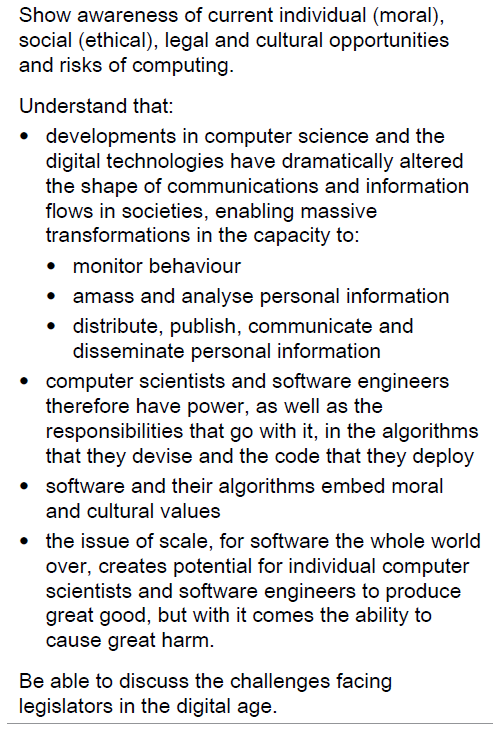 Show awareness of current individual (moral),
social (ethical), legal and cultural opportunities
and risks of computing.
Understand that:
• developments in computer science and the
digital technologies have dramatically altered
the shape of communications and information
flows in societies, enabling massive
transformations in the capacity to:
• monitor behaviour
• amass and analyse personal information
• distribute, publish, communicate and
disseminate personal information
• computer scientists and software engineers
therefore have power, as well as the
responsibilities that go with it, in the algorithms
that they devise and the code that they deploy
• software and their algorithms embed moral
and cultural values
• the issue of scale, for software the whole world
over, creates potential for individual computer
scientists and software engineers to produce
great good, but with it comes the ability to
cause great harm.
Be able to discuss the challenges facing
legislators in the digital age.